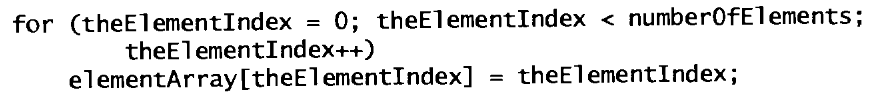 for (theElementIndex = 0; theElementIndex < numberOfElements;
theElementIndex++)
elementArray[theElementIndex] = theElementIndex;